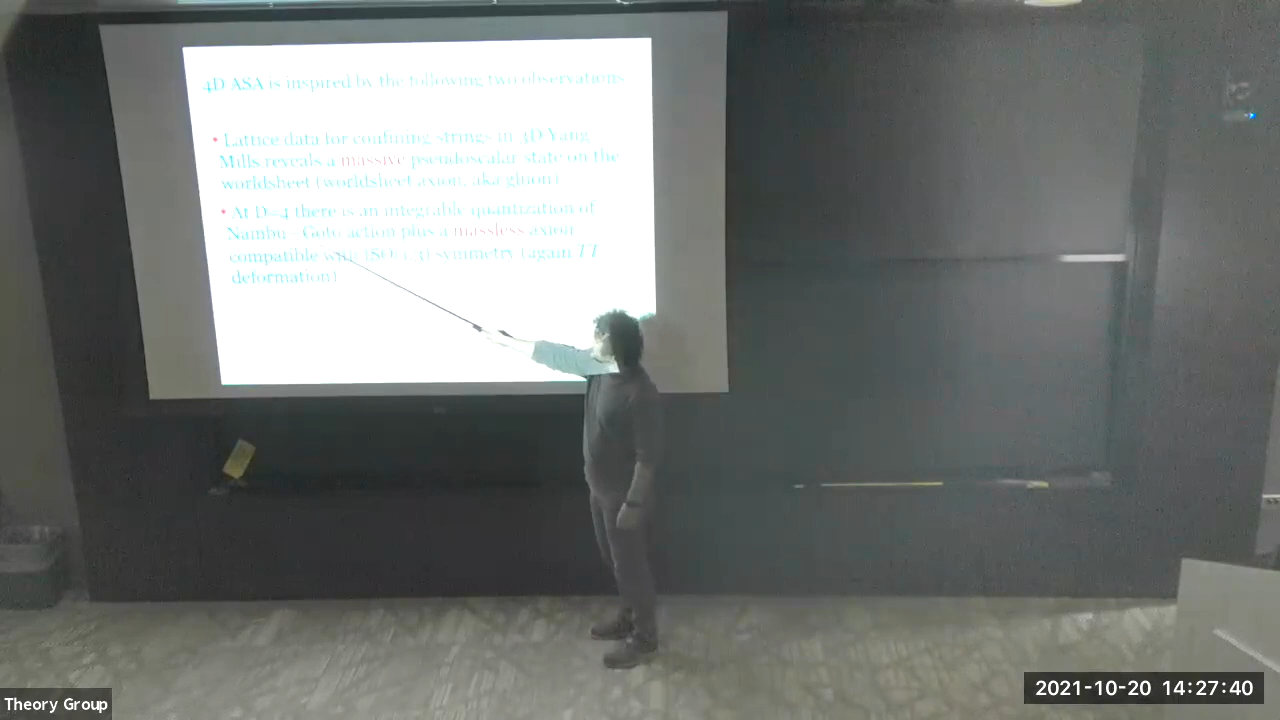 4D ASA is inspired by the following two observations
• Lattice data for confining strings in 3D Yang
Mills reveals a massive pseudoscalar state on the
worldsheet (worldsheet axion, aka gluon)
• At D=4 there is an integrable quantization of
Nambu-Goto action plus a massless axion
compatible with ISO(1,3) symmetry (again
deformation)
Theory Group
2021-10-20 14:27:40